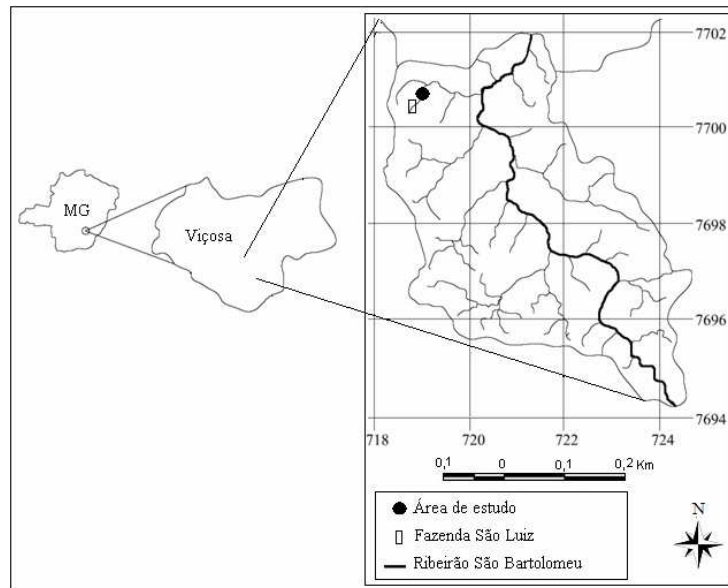 7702
7700
MG
Viçosa
7698
7696
7694
718 720 722 724
0,1 0 0,1 0,2 Km
Área de estudo
Fazenda São Luiz
Ribeirão São Bartolomeu
N